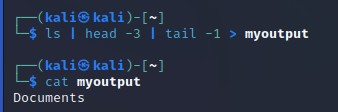 ┌──(kali㉿kali)-[~]
└─$ ls | head -3 | tail -1 > myoutput
┌──(kali㉿kali)-[~]
└─$ cat myoutput
Documents